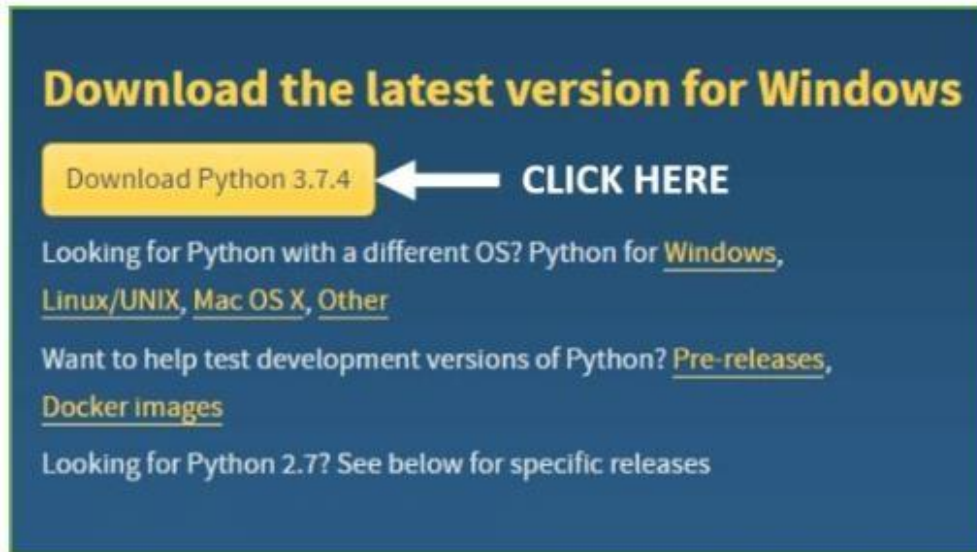 Download the latest version for Windows
Download Python 3.7.4 CLICK HERE
Looking for Python with a different OS? Python for Windows,
Linux/UNIX, Mac OS X, Other
Want to help test development versions of Python? Pre-releases,
Docker images
Looking for Python 2.7? See below for specific releases